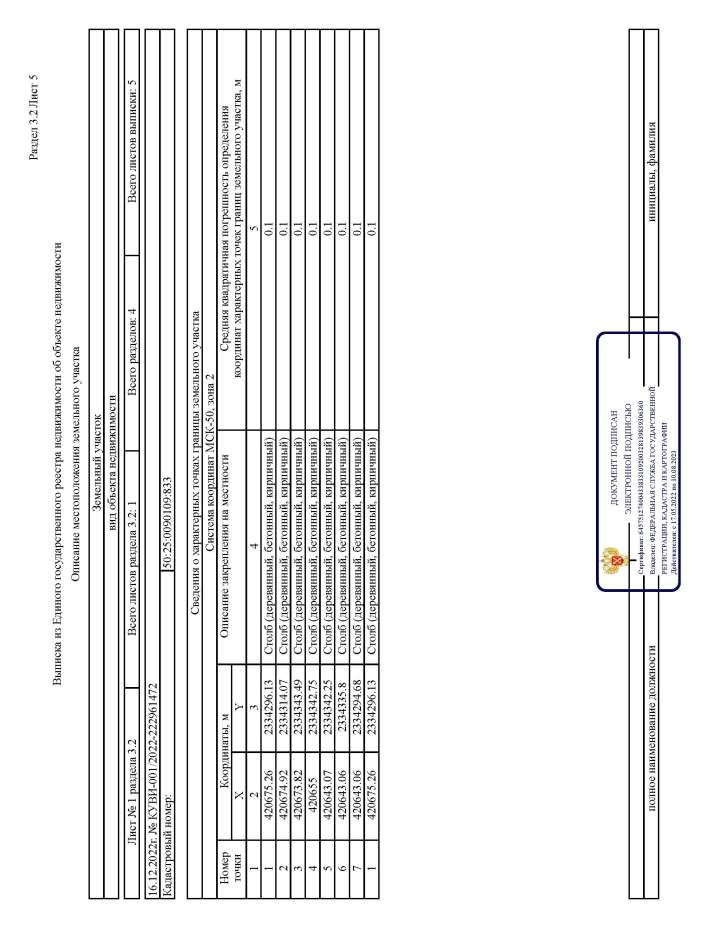 Раздел 3.2 Лист 5
Выписка из Единого государственного реестра недвижимости об объекте недвижимости
Описание местоположения земельного участка
Земельный участок
вид объекта недвижимости
Лист № 1 раздела 3.2 Всего листов раздела 3.2: 1 Всего разделов: 4 Всего листов выписки: 5
16.12.2022г. № КУВИ-001/2022-222961472
Кадастровый номер: 50:25:0090109:833
Сведения о характерных точках границы земельного участка
Система координат МСК-50, зона 2
Номер точки Координаты, м Описание закрепления на местности Средняя квадратичная погрешность определения координат характерных точек границ земельного участка, м
X Y
1 2 3 4 5
1 420675.26 2334296.13 Столб (деревянный, бетонный, кирпичный) 0.1
2 420674.92 2334314.07 Столб (деревянный, бетонный, кирпичный) 0.1
3 420673.82 2334343.49 Столб (деревянный, бетонный, кирпичный) 0.1
4 420655 2334342.75 Столб (деревянный, бетонный, кирпичный) 0.1
5 420643.07 2334342.25 Столб (деревянный, бетонный, кирпичный) 0.1
6 420643.06 2334335.8 Столб (деревянный, бетонный, кирпичный) 0.1
7 420643.06 2334294.68 Столб (деревянный, бетонный, кирпичный) 0.1
1 420675.26 2334296.13 Столб (деревянный, бетонный, кирпичный) 0.1
ДОКУМЕНТ ПОДПИСАН
ЭЛЕКТРОННОЙ ПОДПИСЬЮ
Сертификат:
Владелец: ФЕДЕРАЛЬНАЯ СЛУЖБА ГОСУДАРСТВЕННОЙ
РЕГИСТРАЦИИ, КАДАСТРА И КАРТОГРАФИИ
Действителен: с 17.05.2022 по 10.08.2023
полное наименование должности инициалы, фамилия